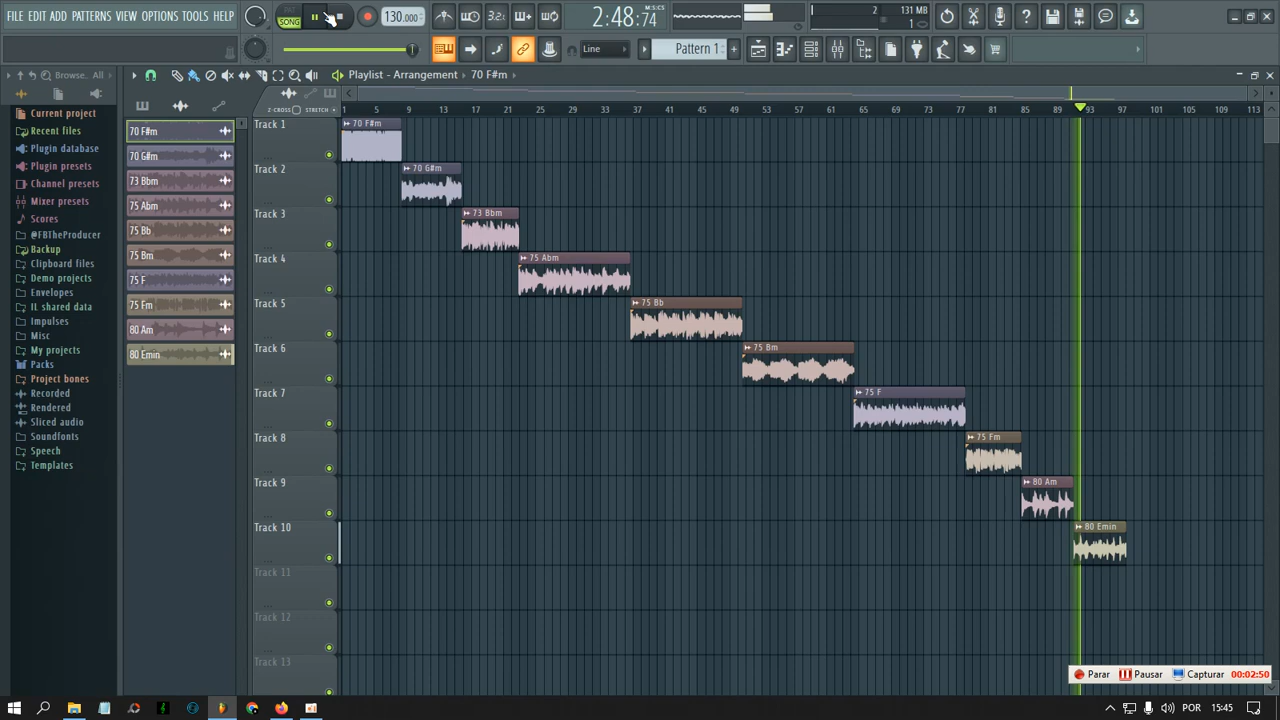 FILE EDIT ADD PATTERNS VIEW OPTIONS TOOLS HELP
PAT
SONG
130.000
3 2
2:48:74
2
131 MB
1
Line
Pattern 1
Browse.. All
Playlist - Arrangement 70 F#m
Z-CROSS STRETCH
1 5 9 13 17 21 25 29 33 37 41 45 49 53 57 61 65 69 73 77 81 85 89 93 97 101 105 109 113
Current project
Recent files
Plugin database
Plugin presets
Channel presets
Mixer presets
Scores
@FBTheProducer
Backup
Clipboard files
Demo projects
Envelopes
IL shared data
Impulses
Misc
My projects
Packs
Project bones
Recorded
Rendered
Sliced audio
Soundfonts
Speech
Templates
70 F#m
70 G#m
73 Bbm
75 Abm
75 Bb
75 Bm
75 F
75 Fm
80 Am
80 Emin
Track 1
70 F#m
Track 2
70 G#m
Track 3
73 Bbm
Track 4
75 Abm
Track 5
75 Bb
Track 6
75 Bm
Track 7
75 F
Track 8
75 Fm
Track 9
80 Am
Track 10
80 Emin
Track 11
Track 12
Track 13
Parar Pausar Capturar 00:02:50
POR 15:45